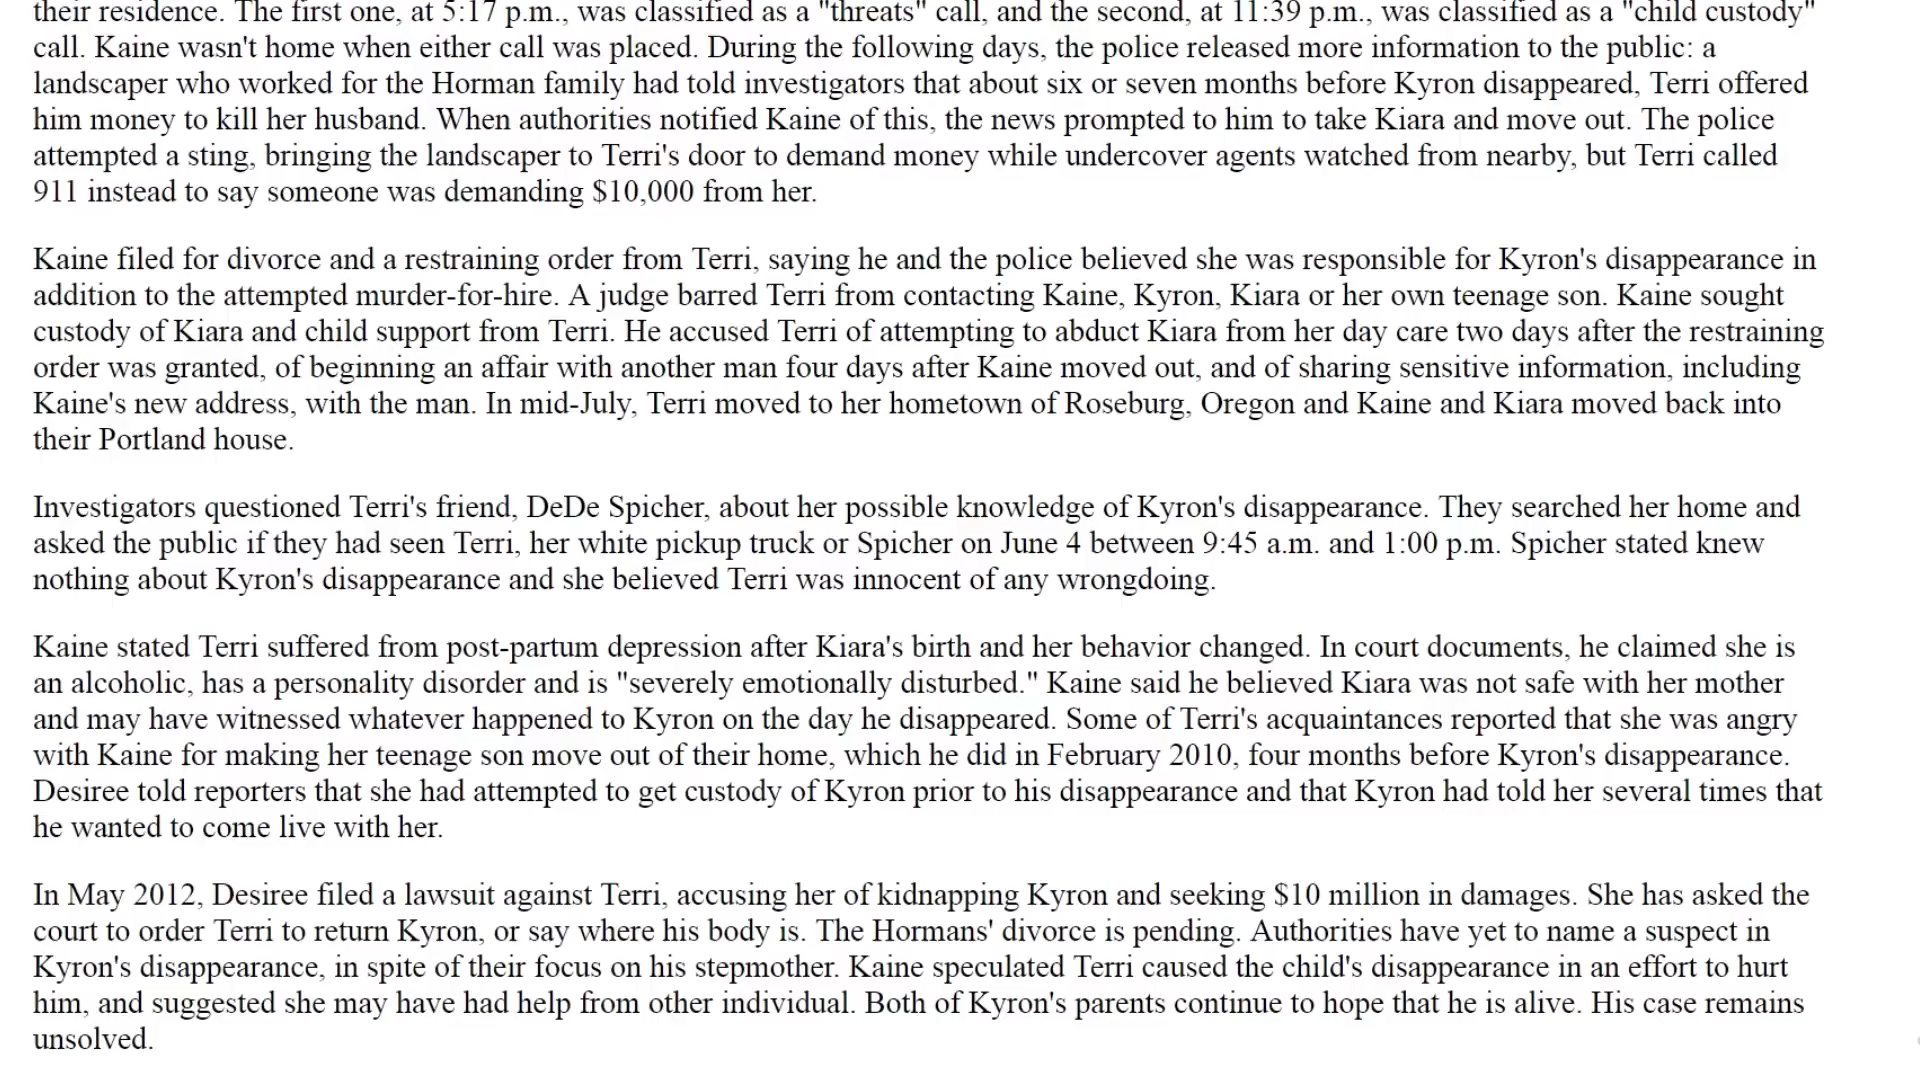 their residence. The first one, at 5:17 p.m., was classified as a "threats" call, and the second, at 11:39 p.m., was classified as a "child custody"
call. Kaine wasn't home when either call was placed. During the following days, the police released more information to the public: a
landscaper who worked for the Horman family had told investigators that about six or seven months before Kyron disappeared, Terri offered
him money to kill her husband. When authorities notified Kaine of this, the news prompted to him to take Kiara and move out. The police
attempted a sting, bringing the landscaper to Terri's door to demand money while undercover agents watched from nearby, but Terri called
911 instead to say someone was demanding $10,000 from her.
Kaine filed for divorce and a restraining order from Terri, saying he and the police believed she was responsible for Kyron's disappearance in
addition to the attempted murder-for-hire. A judge barred Terri from contacting Kaine, Kyron, Kiara or her own teenage son. Kaine sought
custody of Kiara and child support from Terri. He accused Terri of attempting to abduct Kiara from her day care two days after the restraining
order was granted, of beginning an affair with another man four days after Kaine moved out, and of sharing sensitive information, including
Kaine's new address, with the man. In mid-July, Terri moved to her hometown of Roseburg, Oregon and Kaine and Kiara moved back into
their Portland house.
Investigators questioned Terri's friend, DeDe Spicher, about her possible knowledge of Kyron's disappearance. They searched her home and
asked the public if they had seen Terri, her white pickup truck or Spicher on June 4 between 9:45 a.m. and 1:00 p.m. Spicher stated knew
nothing about Kyron's disappearance and she believed Terri was innocent of any wrongdoing.
Kaine stated Terri suffered from post-partum depression after Kiara's birth and her behavior changed. In court documents, he claimed she is
an alcoholic, has a personality disorder and is "severely emotionally disturbed." Kaine said he believed Kiara was not safe with her mother
and may have witnessed whatever happened to Kyron on the day he disappeared. Some of Terri's acquaintances reported that she was angry
with Kaine for making her teenage son move out of their home, which he did in February 2010, four months before Kyron's disappearance.
Desiree told reporters that she had attempted to get custody of Kyron prior to his disappearance and that Kyron had told her several times that
he wanted to come live with her.
In May 2012, Desiree filed a lawsuit against Terri, accusing her of kidnapping Kyron and seeking $10 million in damages. She has asked the
court to order Terri to return Kyron, or say where his body is. The Hormans' divorce is pending. Authorities have yet to name a suspect in
Kyron's disappearance, in spite of their focus on his stepmother. Kaine speculated Terri caused the child's disappearance in an effort to hurt
him, and suggested she may have had help from other individual. Both of Kyron's parents continue to hope that he is alive. His case remains
unsolved.